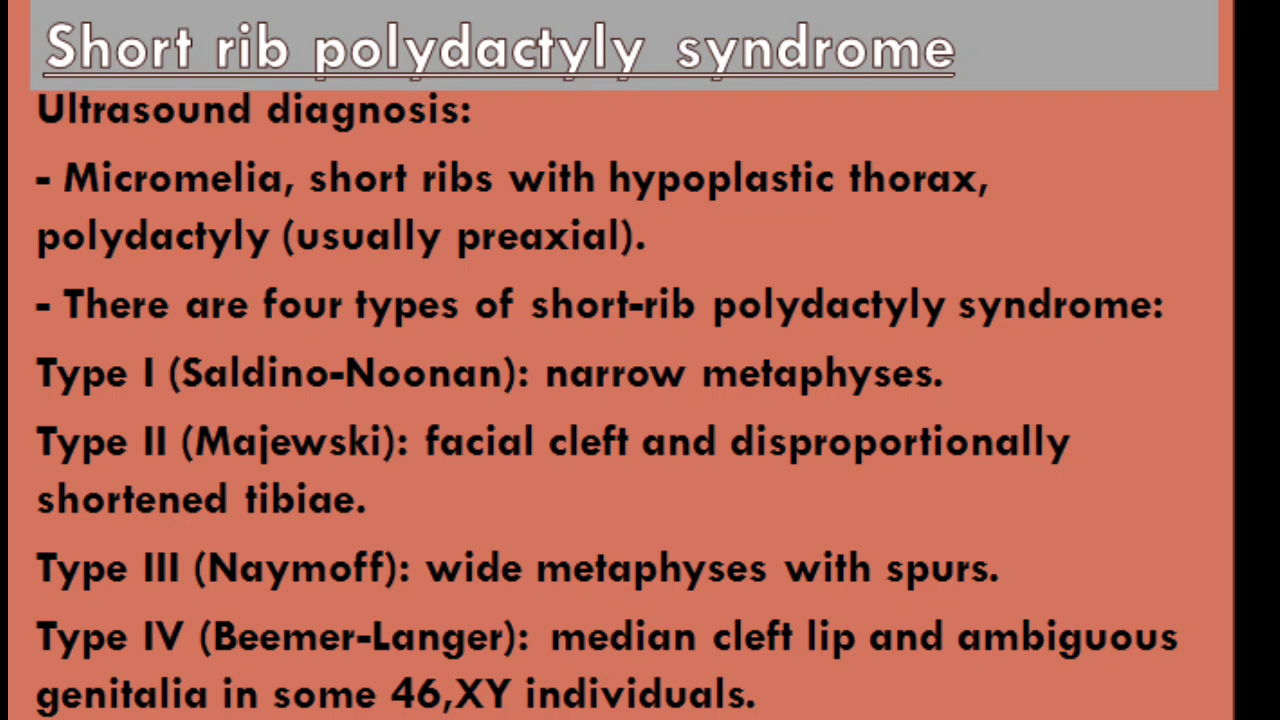 Short rib polydactyly syndrome
Ultrasound diagnosis:
- Micromelia, short ribs with hypoplastic thorax,
polydactyly (usually preaxial).
- There are four types of short-rib polydactyly syndrome:
Type I (Saldino-Noonan): narrow metaphyses.
Type II (Majewski): facial cleft and disproportionally
shortened tibiae.
Type III (Naymoff): wide metaphyses with spurs.
Type IV (Beemer-Langer): median cleft lip and ambiguous
genitalia in some 46,XY individuals.